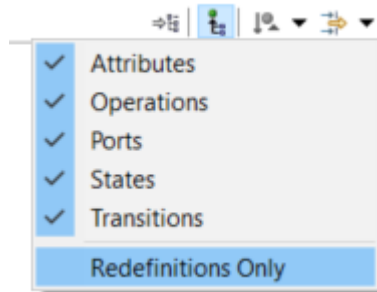 Attributes
Operations
Ports
States
Transitions
Redefinitions Only